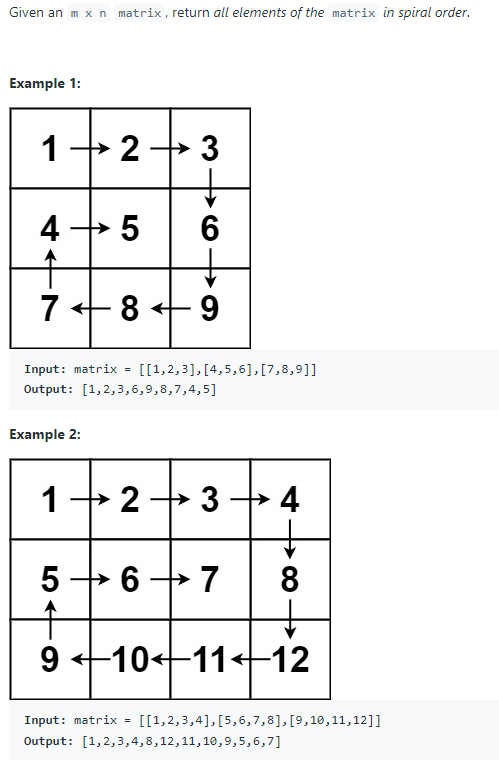 Given an m x n matrix, return all elements of the matrix in spiral order.
Example 1:
1 2 3
4 5 6
7 8 9
Input: matrix = [[1,2,3],[4,5,6],[7,8,9]]
Output: [1,2,3,6,9,8,7,4,5]
Example 2:
1 2 3 4
5 6 7 8
9 10 11 12
Input: matrix = [[1,2,3,4],[5,6,7,8],[9,10,11,12]]
Output: [1,2,3,4,8,12,11,10,9,5,6,7]